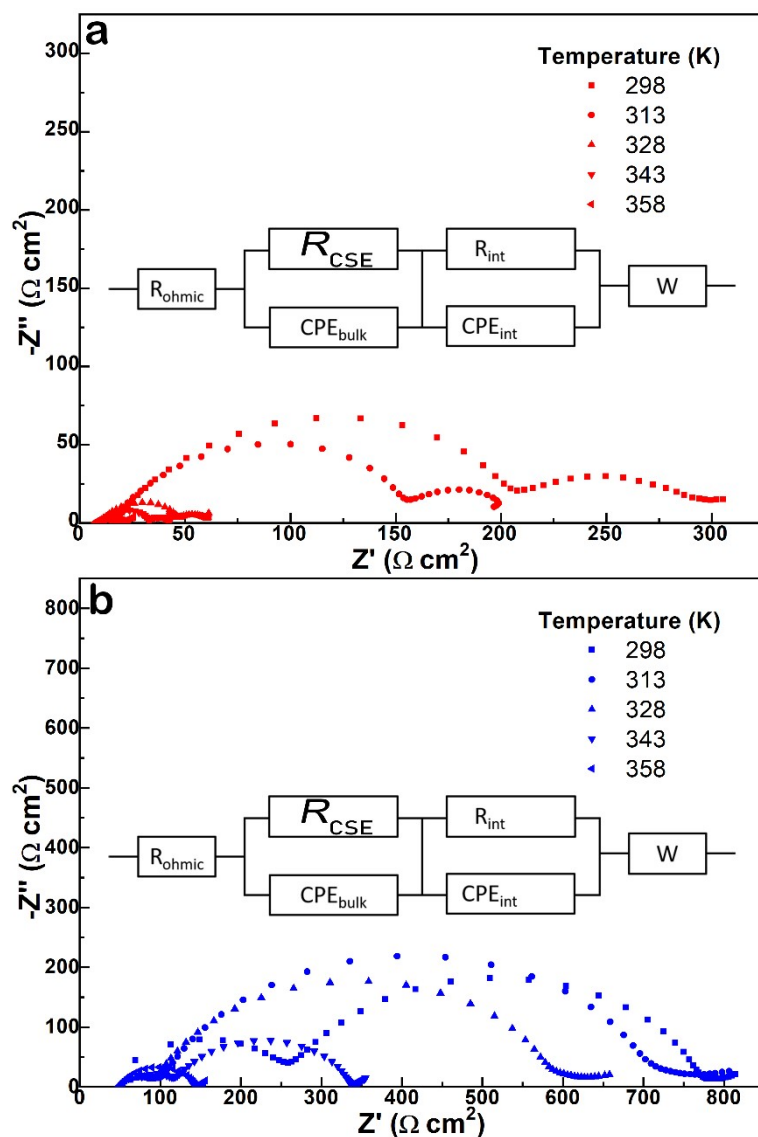 a
300
250
200
150
100
50
0
-Z" (Ω cm²)
Temperature (K)
298
313
328
343
358
R_ohmic
R_CSE
CPE_bulk
R_int
CPE_int
W
0 50 100 150 200 250 300
Z' (Ω cm²)
b
800
700
600
500
400
300
200
100
0
-Z" (Ω cm²)
Temperature (K)
298
313
328
343
358
R_ohmic
R_CSE
CPE_bulk
R_int
CPE_int
W
0 100 200 300 400 500 600 700 800
Z' (Ω cm²)